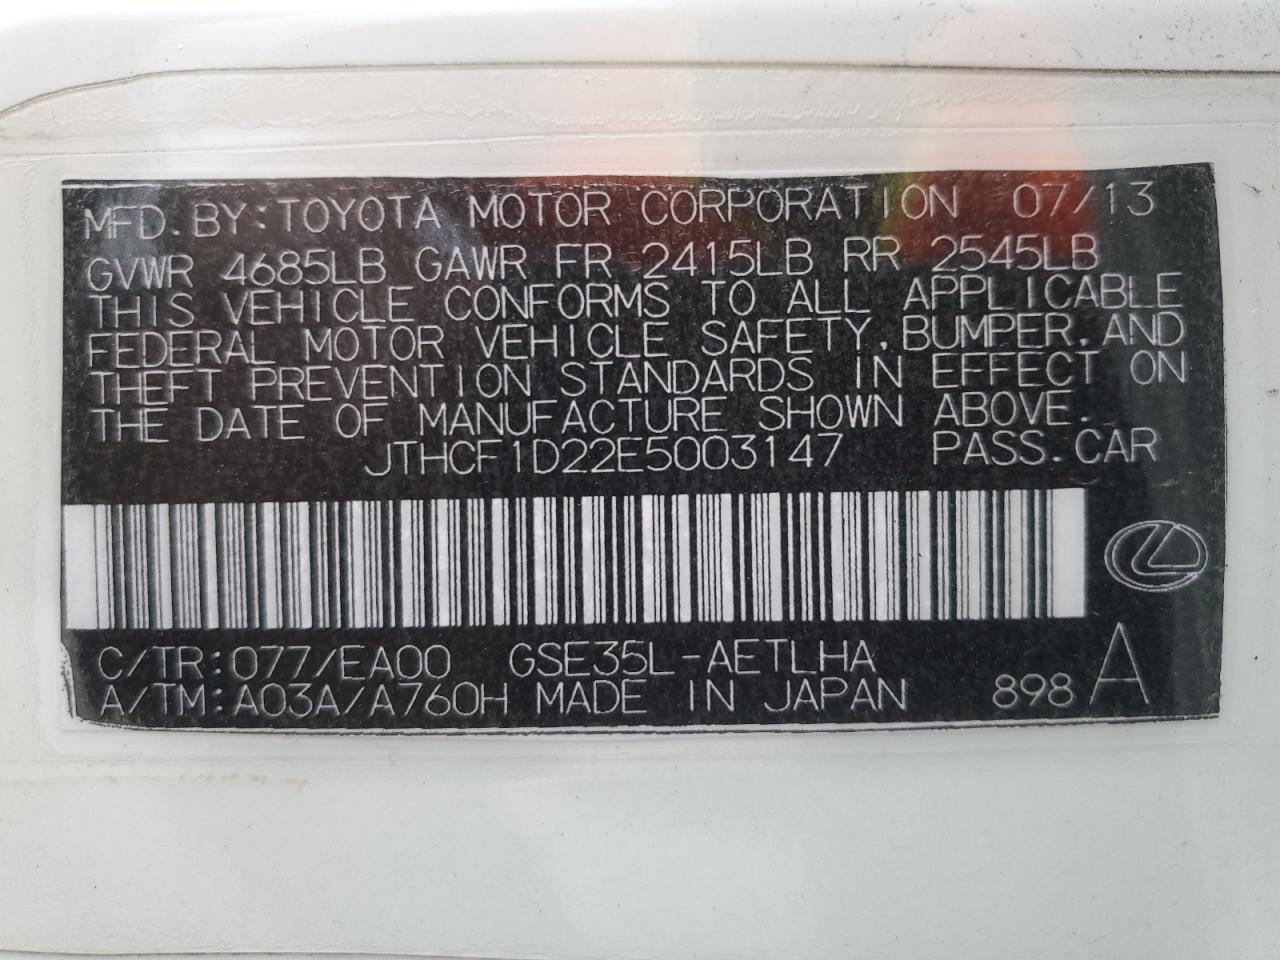 MFD. BY: TOYOTA MOTOR CORPORATION 07/13
GVWR 4685LB GAWR FR 2415LB RR 2545LB
THIS VEHICLE CONFORMS TO ALL APPLICABLE
FEDERAL MOTOR VEHICLE SAFETY, BUMPER, AND
THEFT PREVENTION STANDARDS IN EFFECT ON
THE DATE OF MANUFACTURE SHOWN ABOVE.
JTHCF1D22E5003147 PASS. CAR
C/TR: 077/EA00 GSE35L-AETLHA
A/TM: A03A/A760H MADE IN JAPAN 898 A